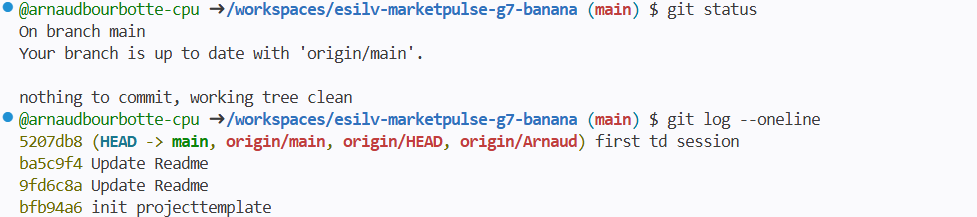 @arnaudbourbotte-cpu ➜/workspaces/esilv-marketpulse-g7-banana (main) $ git status
On branch main
Your branch is up to date with 'origin/main'.
nothing to commit, working tree clean
@arnaudbourbotte-cpu ➜/workspaces/esilv-marketpulse-g7-banana (main) $ git log --oneline
5207db8 (HEAD -> main, origin/main, origin/HEAD, origin/Arnaud) first td session
ba5c9f4 Update Readme
9fd6c8a Update Readme
bfb94a6 init projecttemplate